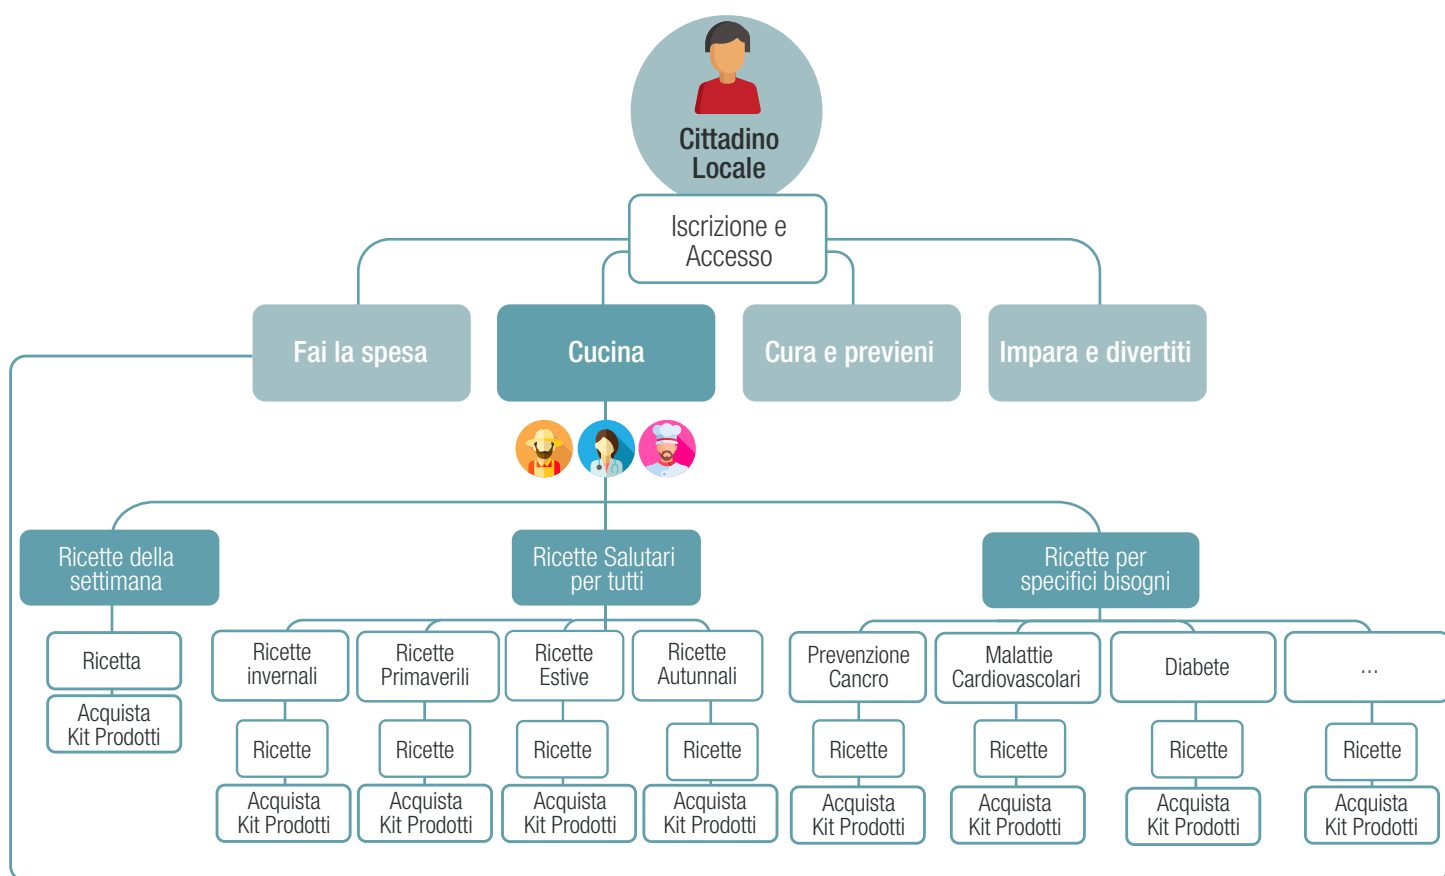 Cittadino
Locale
Iscrizione e
Accesso
Fai la spesa
Cucina
Cura e previeni
Impara e divertiti
Ricette della
settimana
Ricette Salutari
per tutti
Ricette per
specifici bisogni
Ricetta
Acquista
Kit Prodotti
Ricette
invernali
Ricette
Primaverili
Ricette
Estive
Ricette
Autunnali
Prevenzione
Cancro
Malattie
Cardiovascolari
Diabete
...
Ricette
Ricette
Ricette
Ricette
Ricette
Ricette
Ricette
Ricette
Acquista
Kit Prodotti
Acquista
Kit Prodotti
Acquista
Kit Prodotti
Acquista
Kit Prodotti
Acquista
Kit Prodotti
Acquista
Kit Prodotti
Acquista
Kit Prodotti
Acquista
Kit Prodotti